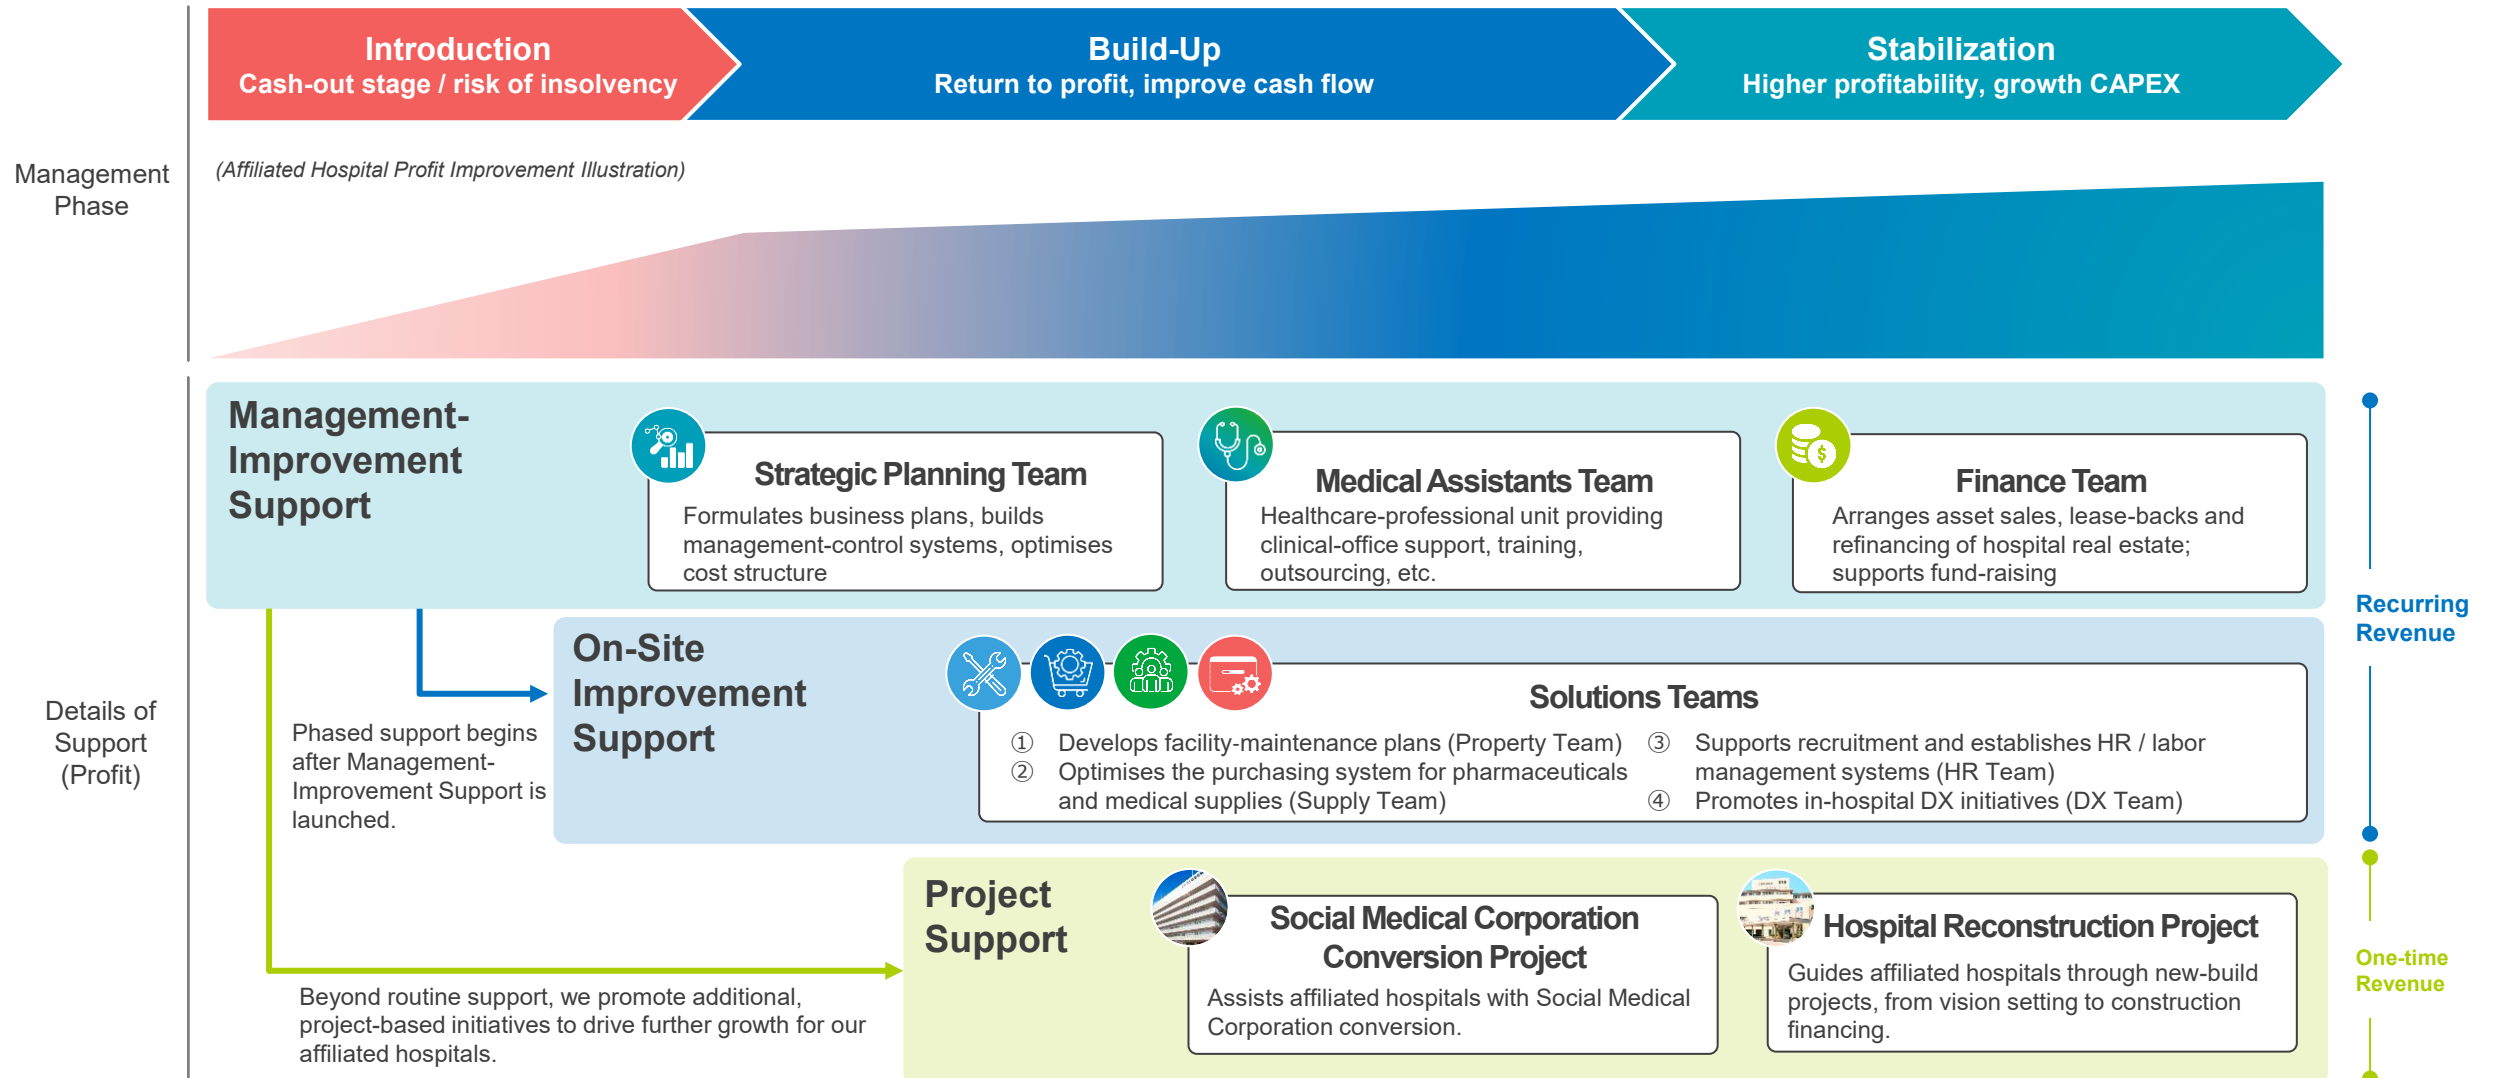 Introduction
Cash-out stage / risk of insolvency
Build-Up
Return to profit, improve cash flow
Stabilization
Higher profitability, growth CAPEX
Management
Phase
(Affiliated Hospital Profit Improvement Illustration)
Details of
Support
(Profit)
Management-
Improvement
Support
Strategic Planning Team
Formulates business plans, builds
management-control systems, optimises
cost structure
Medical Assistants Team
Healthcare-professional unit providing
clinical-office support, training,
outsourcing, etc.
Finance Team
Arranges asset sales, lease-backs and
refinancing of hospital real estate;
supports fund-raising
Recurring
Revenue
Phased support begins
after Management-
Improvement Support is
launched.
On-Site
Improvement
Support
Solutions Teams
① Develops facility-maintenance plans (Property Team)
② Optimises the purchasing system for pharmaceuticals
and medical supplies (Supply Team)
③ Supports recruitment and establishes HR / labor
management systems (HR Team)
④ Promotes in-hospital DX initiatives (DX Team)
Beyond routine support, we promote additional,
project-based initiatives to drive further growth for our
affiliated hospitals.
Project
Support
Social Medical Corporation
Conversion Project
Assists affiliated hospitals with Social Medical
Corporation conversion.
Hospital Reconstruction Project
Guides affiliated hospitals through new-build
projects, from vision setting to construction
financing.
One-time
Revenue